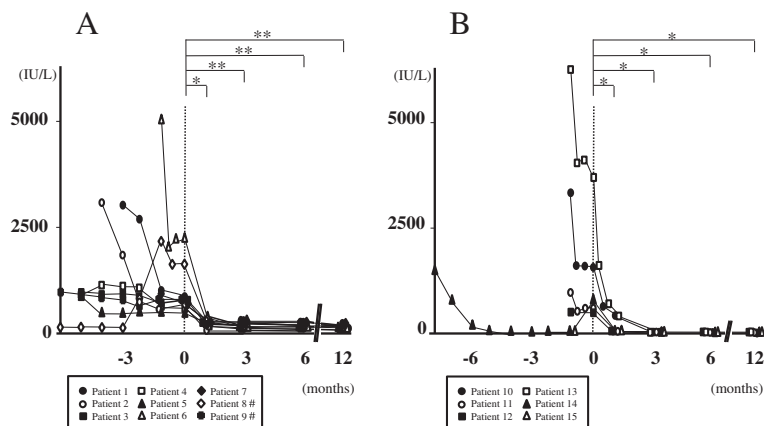 A
B
**
**
**
*
*
*
*
*
(IU/L)
(IU/L)
5000
2500
0
5000
2500
0
-3 0 3 6 12
(months)
-6 -3 0 3 6 12
(months)
Patient 1 Patient 4 Patient 7
Patient 2 Patient 5 Patient 8 #
Patient 3 Patient 6 Patient 9 #
Patient 10 Patient 13
Patient 11 Patient 14
Patient 12 Patient 15